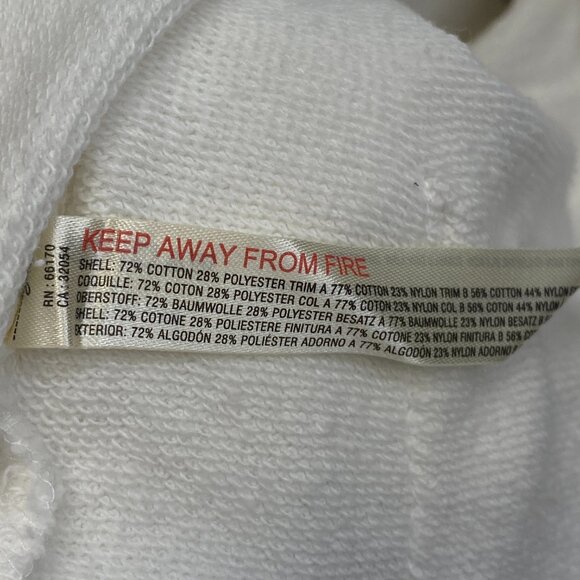 RN : 66170
CA : 32054
KEEP AWAY FROM FIRE
SHELL: 72% COTTON 28% POLYESTER TRIM A 77% COTTON 23% NYLON TRIM B 56% COTTON 44% NYLON
COQUILLE: 72% COTON 28% POLYESTER COL A 77% COTON 23% NYLON COL B 56% COTON 44% NYLON
OBERSTOFF: 72% BAUMWOLLE 28% POLYESTER BESATZ A 77% BAUMWOLLE 23% NYLON BESATZ B
SHELL: 72% COTONE 28% POLIESTERE FINITURA A 77% COTONE 23% NYLON FINITURA B 56%
EXTERIOR: 72% ALGODÓN 28% POLIÉSTER ADORNO A 77% ALGODÓN 23% NYLON ADORNO